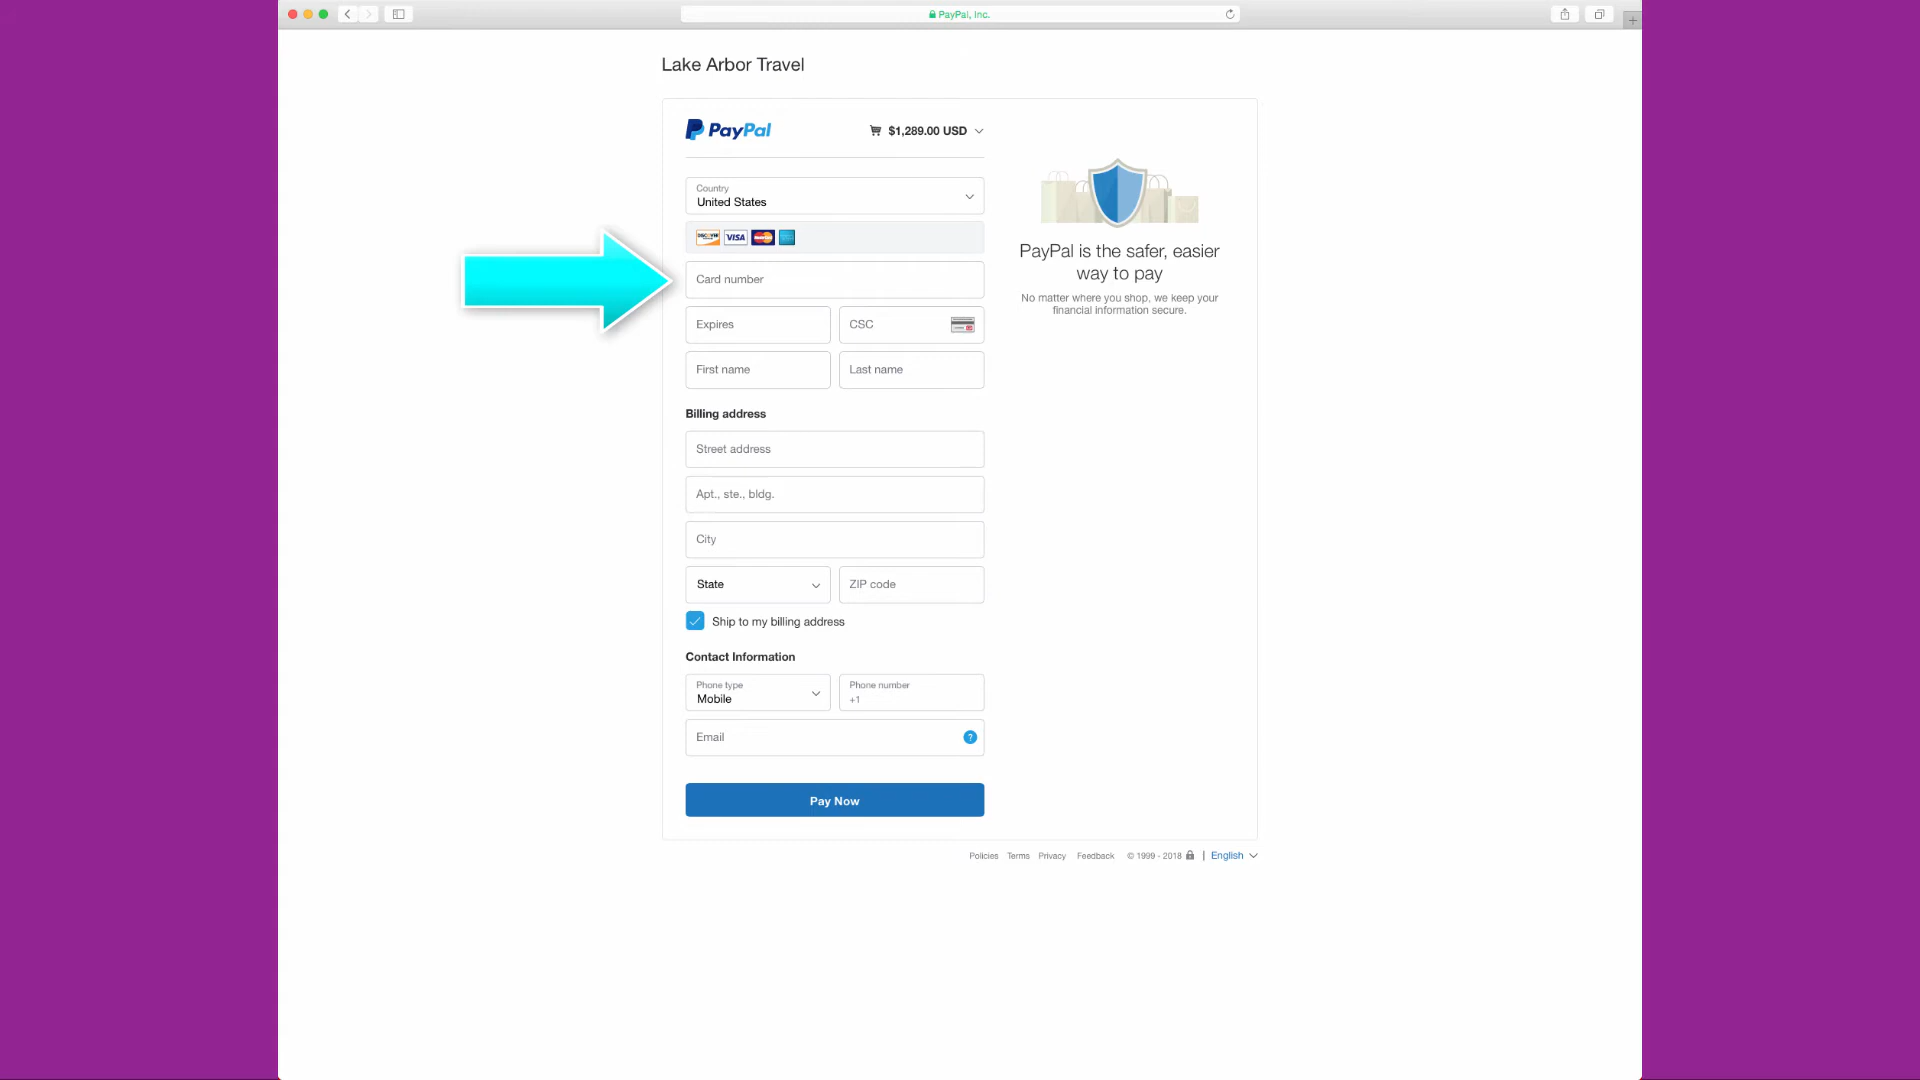 PayPal, Inc.
Lake Arbor Travel
PayPal
$1,289.00 USD
Country
United States
DISCOVER VISA MasterCard
Card number
Expires
CSC
First name
Last name
Billing address
Street address
Apt., ste., bldg.
City
State
ZIP code
Ship to my billing address
Contact Information
Phone type
Mobile
Phone number
+1
Email
?
Pay Now
PayPal is the safer, easier
way to pay
No matter where you shop, we keep your
financial information secure.
Policies Terms Privacy Feedback © 1999 - 2018 | English